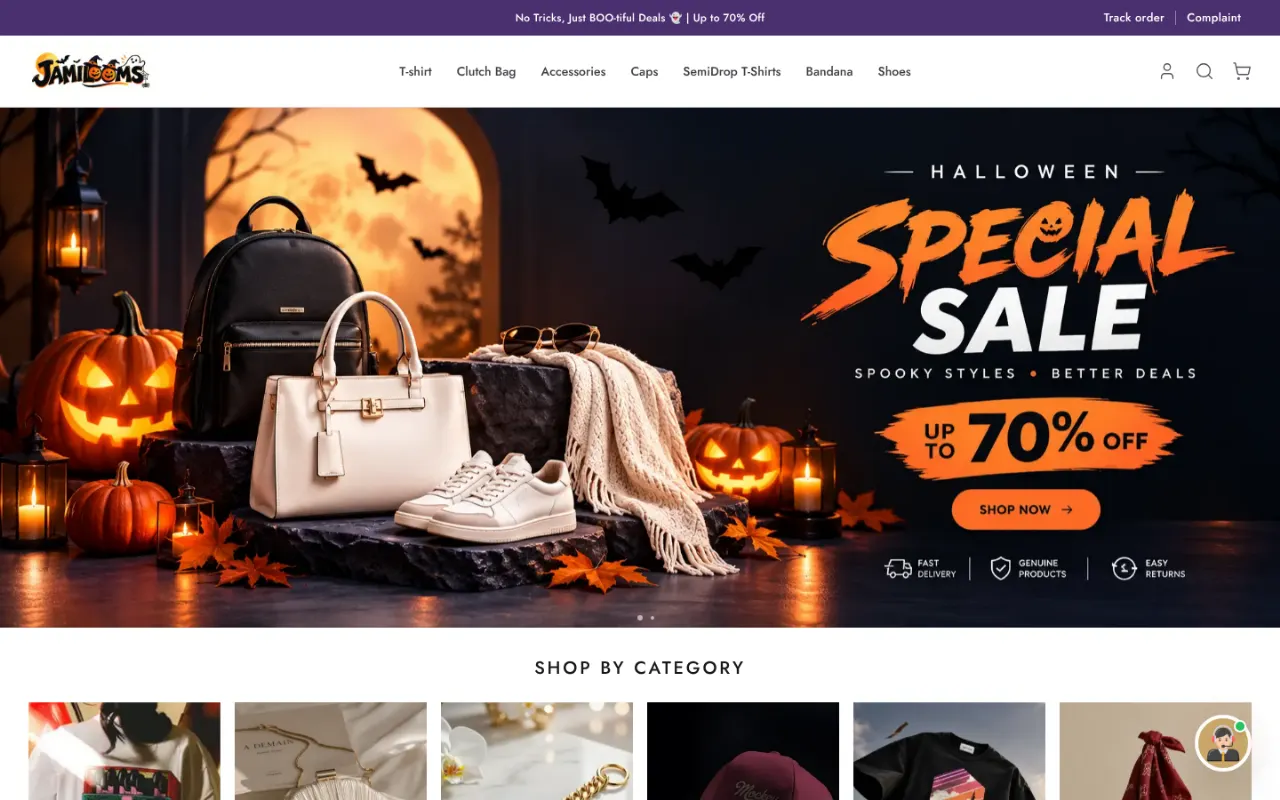 No Tricks, Just BOO-tiful Deals 👻 | Up to 70% Off
Track order
Complaint
JAMILOOMS
T-shirt
Clutch Bag
Accessories
Caps
SemiDrop T-Shirts
Bandana
Shoes
HALLOWEEN
SPECIAL
SALE
SPOOKY STYLES • BETTER DEALS
UP TO 70% OFF
SHOP NOW →
FAST DELIVERY
GENUINE PRODUCTS
EASY RETURNS
SHOP BY CATEGORY
A DEMAIN